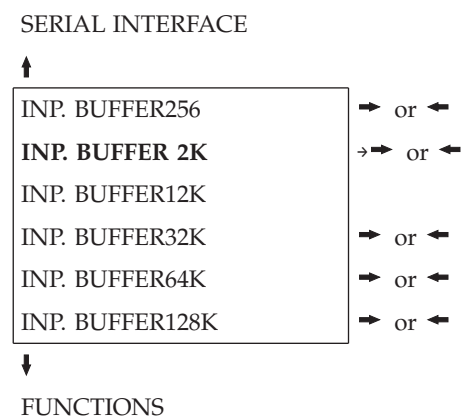 SERIAL INTERFACE
↑
INP. BUFFER256 → or ←
INP. BUFFER 2K →→ or ←
INP. BUFFER12K
INP. BUFFER32K → or ←
INP. BUFFER64K → or ←
INP. BUFFER128K → or ←
↓
FUNCTIONS